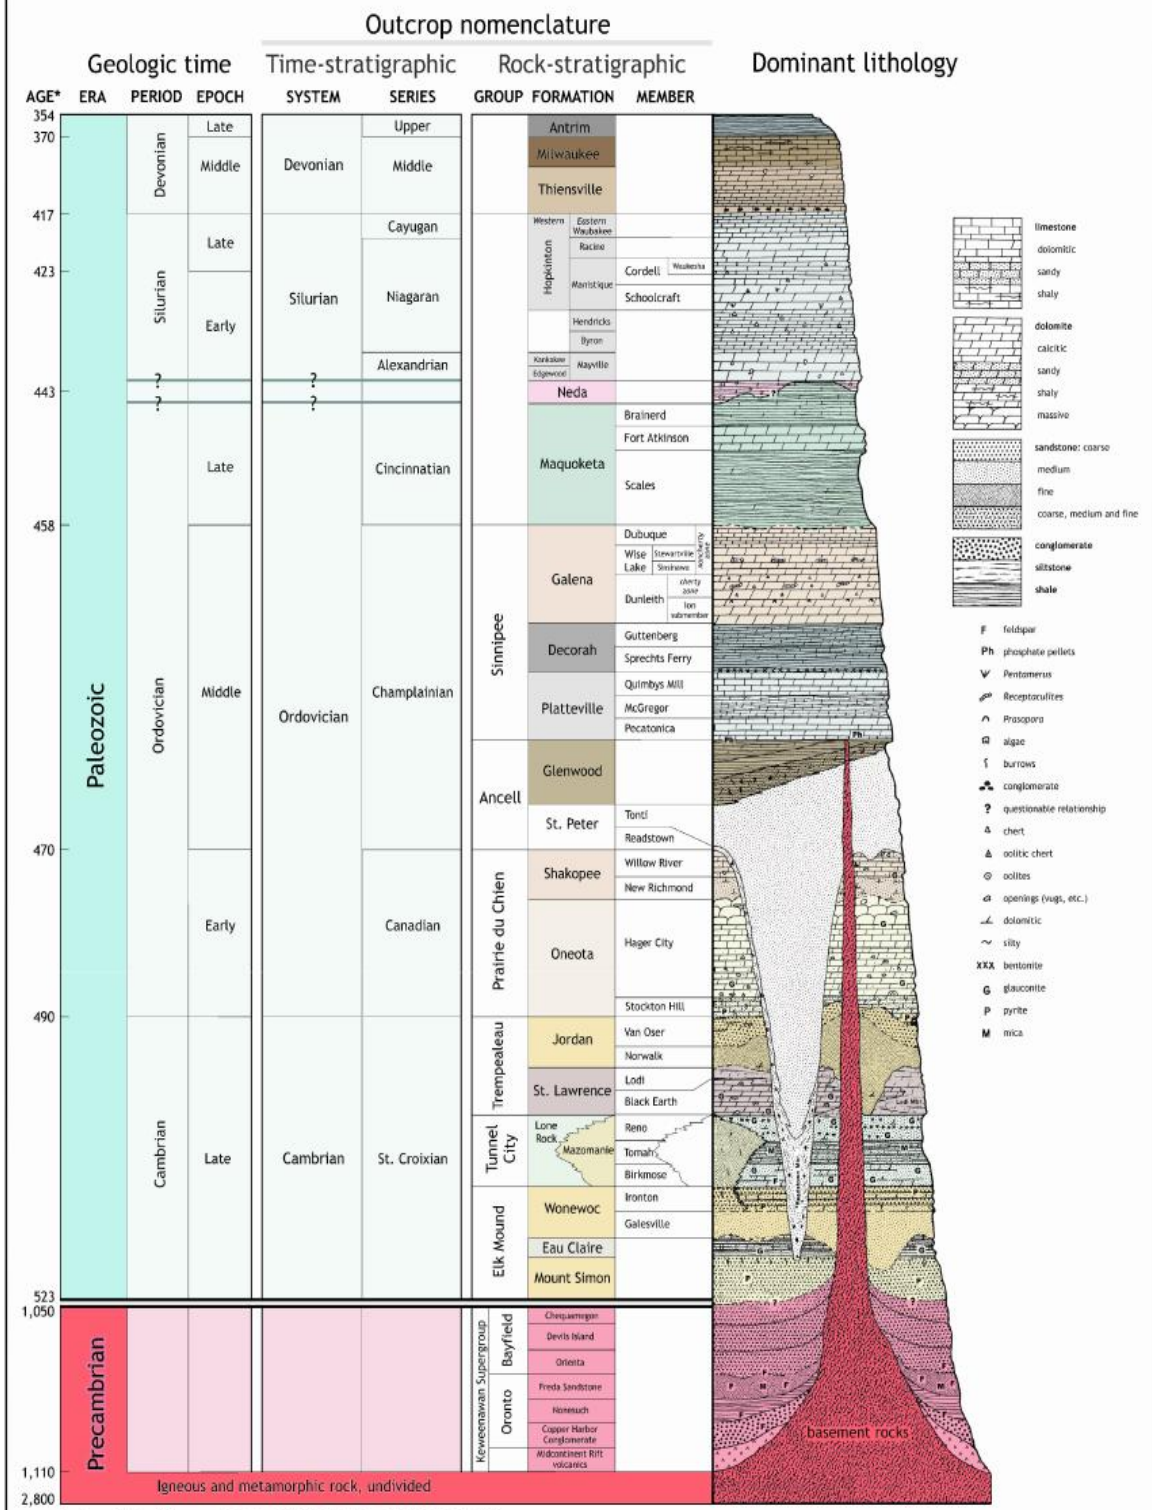 Outcrop nomenclature
Geologic time Time-stratigraphic Rock-stratigraphic Dominant lithology
AGE* ERA PERIOD EPOCH SYSTEM SERIES GROUP FORMATION MEMBER
354
370
417
423
443
458
470
490
523
1,050
1,110
2,800
Paleozoic
Precambrian
Devonian
Silurian
Ordovician
Cambrian
Late
Middle
Late
Early
?
?
Late
Middle
Early
Late
Devonian
Silurian
?
?
Ordovician
Cambrian
Upper
Middle
Cayugan
Niagaran
Alexandrian
Cincinnatian
Champlainian
Canadian
St. Croixian
Sinnipee
Ancell
Prairie du Chien
Trempealeau
Tunnel
City
Elk Mound
Keweenawan Supergroup
Bayfield
Oronto
Antrim
Milwaukee
Thiensville
Western
Eastern
Waubakee
Hopkinton
Racine
Manistique
Hendricks
Byron
Kankakee
Edgewood
Mayville
Neda
Maquoketa
Galena
Decorah
Platteville
Glenwood
St. Peter
Shakopee
Oneota
Jordan
St. Lawrence
Lone
Rock
Mazomanie
Wonewoc
Eau Claire
Mount Simon
Chequamegon
Devils Island
Orienta
Freda Sandstone
Nonesuch
Copper Harbor
Conglomerate
Midcontinent Rift
volcanics
Cordell
Waukesha
Schoolcraft
Brainerd
Fort Atkinson
Scales
Dubuque
Wise
Lake
Stewartville
Sinsinawa
noncherty
zone
Dunleith
cherty
zone
Ion
submember
Guttenberg
Sprechts Ferry
Quimbys Mill
McGregor
Pecatonica
Tonti
Readstown
Willow River
New Richmond
Hager City
Stockton Hill
Van Oser
Norwalk
Lodi
Black Earth
Reno
Tomah
Birkmose
Ironton
Galesville
Igneous and metamorphic rock, undivided
basement rocks
limestone
dolomitic
sandy
shaly
dolomite
calcitic
sandy
shaly
massive
sandstone: coarse
medium
fine
coarse, medium and fine
conglomerate
siltstone
shale
F feldspar
Ph phosphate pellets
Pentamerus
Receptaculites
Prasopora
algae
burrows
conglomerate
? questionable relationship
chert
oolitic chert
oolites
openings (vugs, etc.)
dolomitic
silty
XXX bentonite
G glauconite
P pyrite
M mica